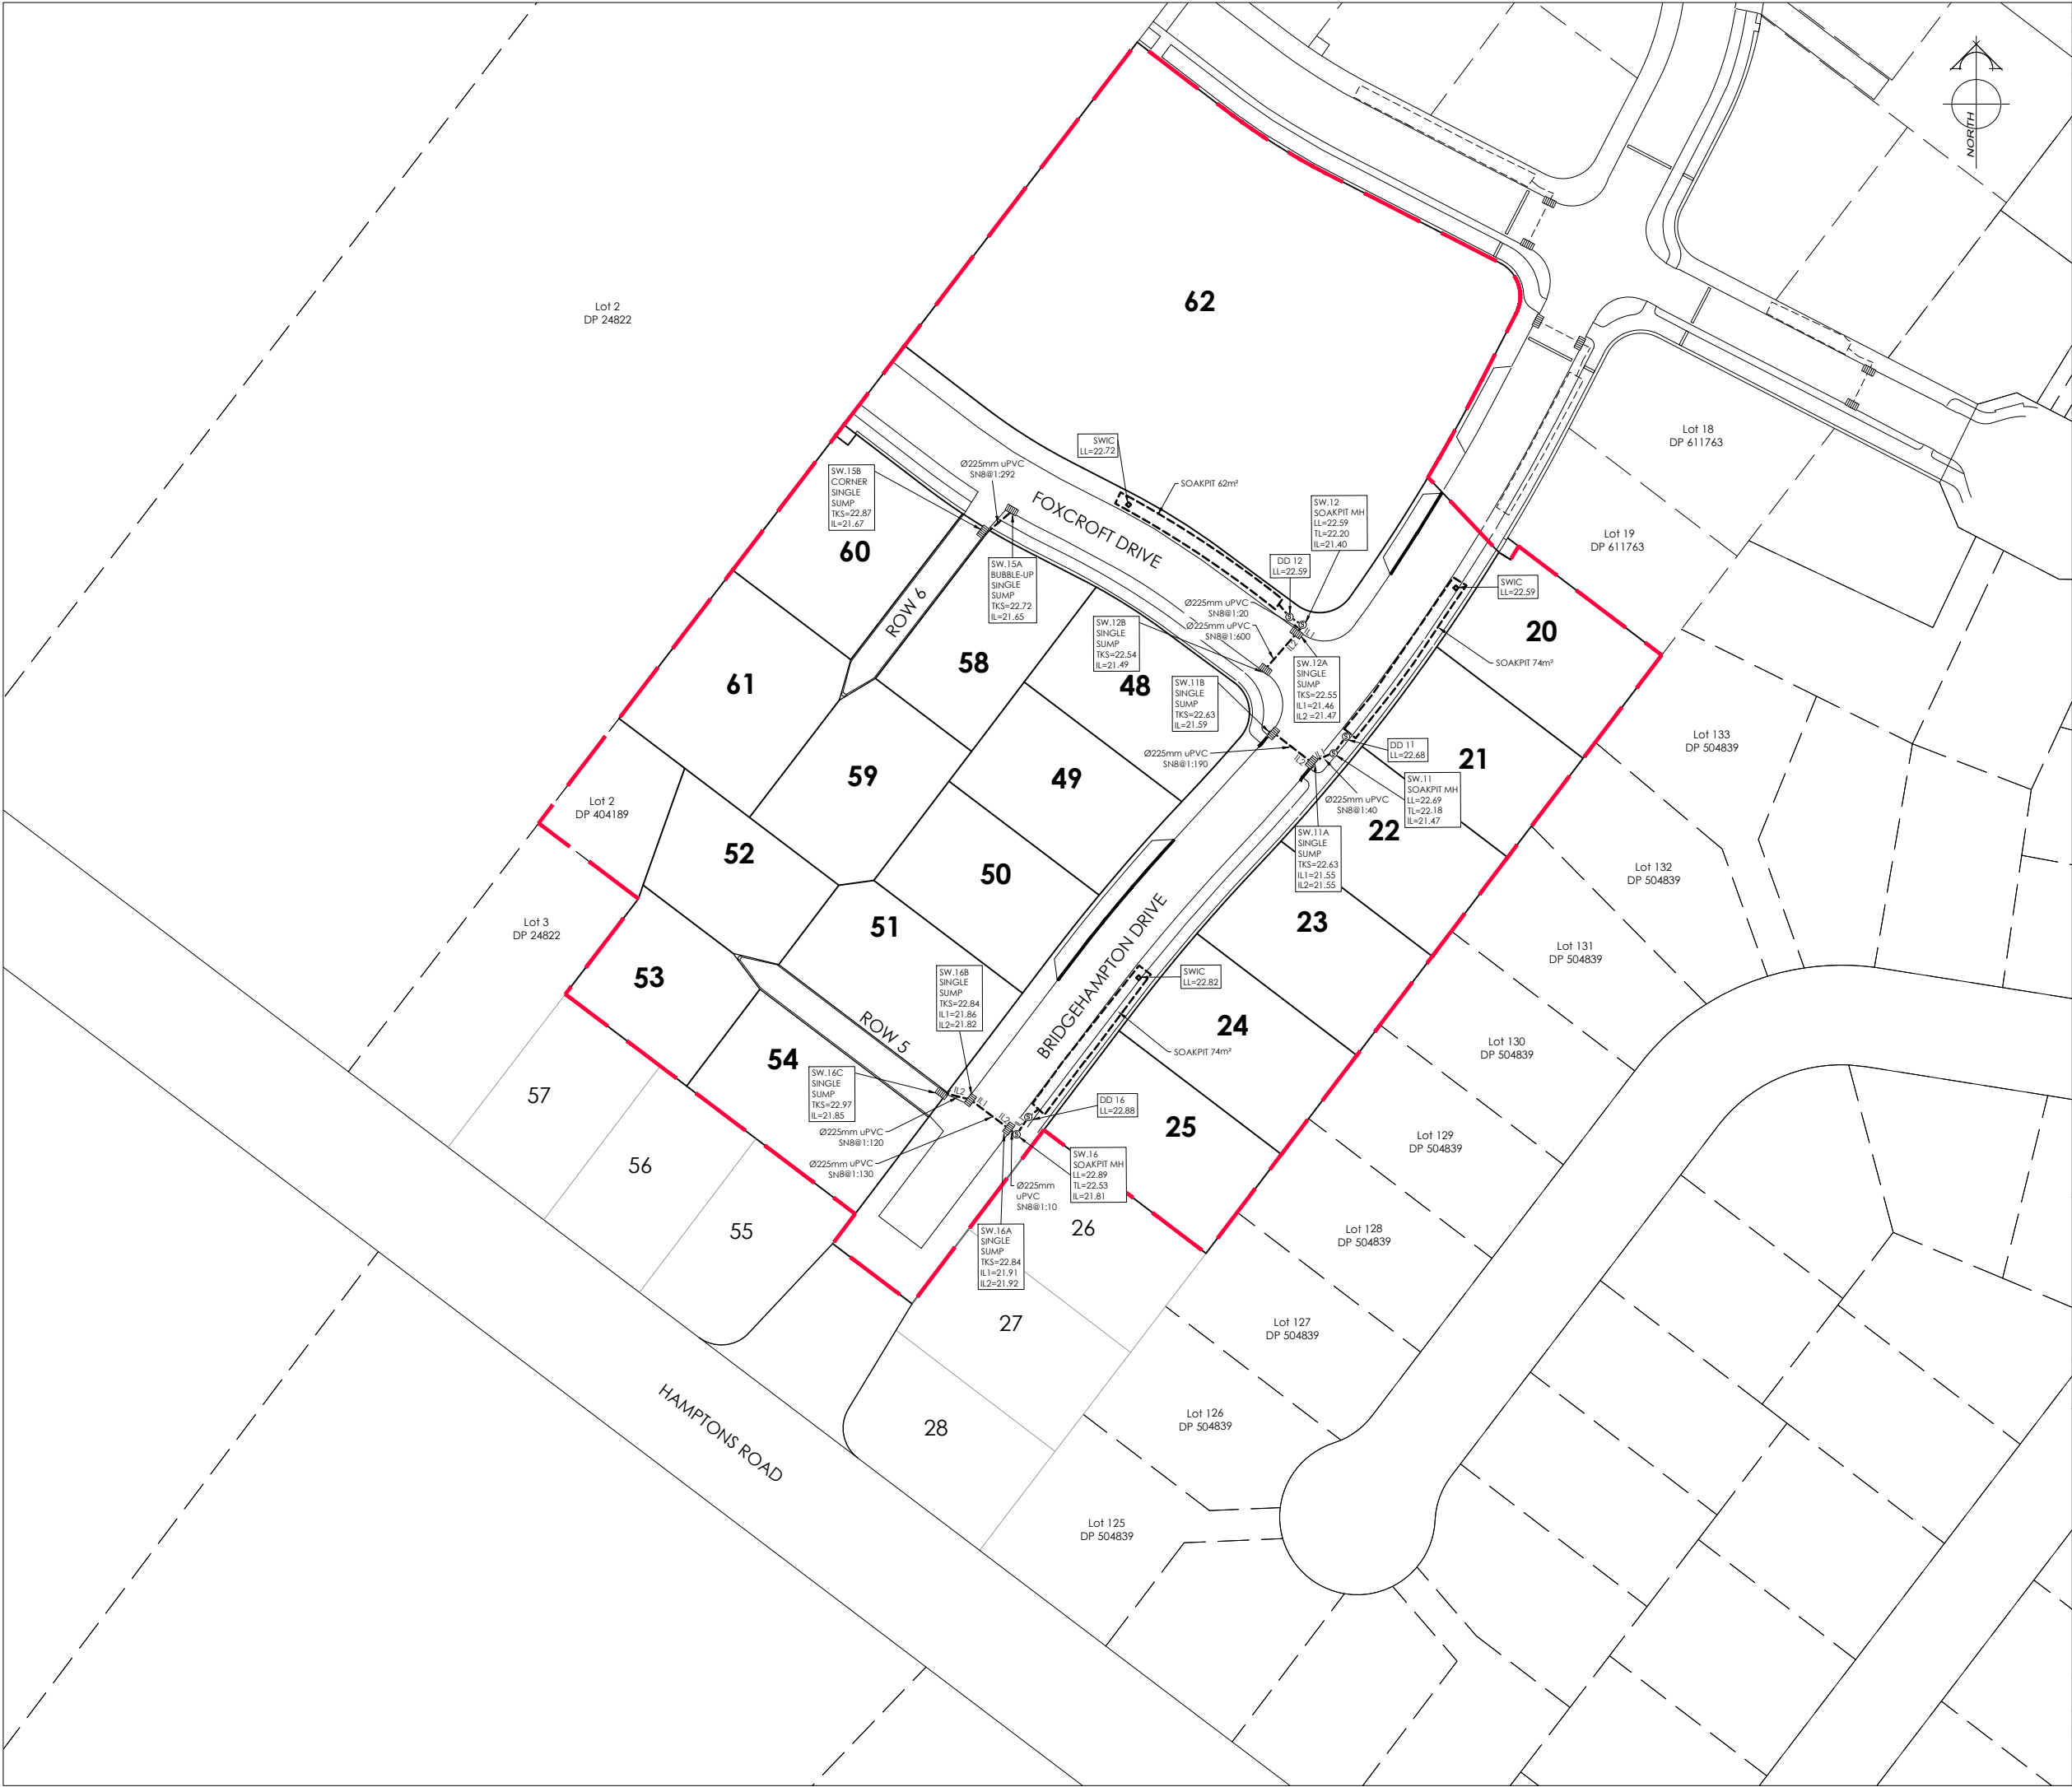 NORTH
62
Lot 2
DP 24822
Lot 18
DP 611763
SWIC
LL=22.72
Ø225mm uPVC
SN8@1:292
SOAKPIT 62m²
SW.15B
CORNER
SINGLE
SUMP
TKS=22.87
IL=21.67
FOXCROFT DRIVE
SW.12
SOAKPIT MH
LL=22.59
TL=22.20
IL=21.40
Lot 19
DP 611763
60
DD 12
LL=22.59
SW.15A
BUBBLE-UP
SINGLE
SUMP
TKS=22.72
IL=21.65
SWIC
LL=22.59
ROW 6
Ø225mm uPVC
SN8@1:20
Ø225mm uPVC
SN8@1:600
IL1
IL2
20
SW.12B
SINGLE
SUMP
TKS=22.54
IL=21.49
58
SOAKPIT 74m²
SW.12A
SINGLE
SUMP
TKS=22.55
IL1=21.46
IL2 =21.47
61
48
SW.11B
SINGLE
SUMP
TKS=22.63
IL=21.59
Lot 133
DP 504839
DD 11
LL=22.68
Ø225mm uPVC
SN8@1:190
IL1
IL2
21
59
49
SW.11
SOAKPIT MH
LL=22.69
TL=22.18
IL=21.47
Lot 2
DP 404189
Ø225mm uPVC
SN8@1:40
22
SW.11A
SINGLE
SUMP
TKS=22.63
IL1=21.55
IL2=21.55
52
50
Lot 132
DP 504839
Lot 3
DP 24822
51
23
BRIDGEHAMPTON DRIVE
Lot 131
DP 504839
53
SW.16B
SINGLE
SUMP
TKS=22.84
IL1=21.86
IL2=21.82
SWIC
LL=22.82
ROW 5
24
SOAKPIT 74m²
Lot 130
DP 504839
54
SW.16C
SINGLE
SUMP
TKS=22.97
IL=21.85
IL2
IL1
57
DD 16
LL=22.88
IL2
IL1
25
Ø225mm uPVC
SN8@1:120
Lot 129
DP 504839
56
Ø225mm uPVC
SN8@1:130
SW.16
SOAKPIT MH
LL=22.89
TL=22.53
IL=21.81
Ø225mm
uPVC
SN8@1:10
55
26
SW.16A
SINGLE
SUMP
TKS=22.84
IL1=21.91
IL2=21.92
Lot 128
DP 504839
27
Lot 127
DP 504839
HAMPTONS ROAD
28
Lot 126
DP 504839
Lot 125
DP 504839